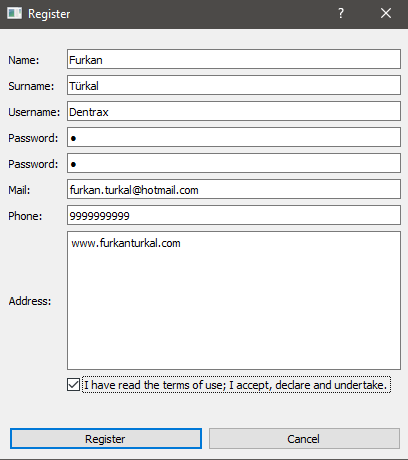 Register
Name: Furkan
Surname: Türkal
Username: Dentrax
Password: ●
Password: ●
Mail: furkan.turkal@hotmail.com
Phone: 9999999999
Address: www.furkanturkal.com
I have read the terms of use; I accept, declare and undertake.
Register Cancel